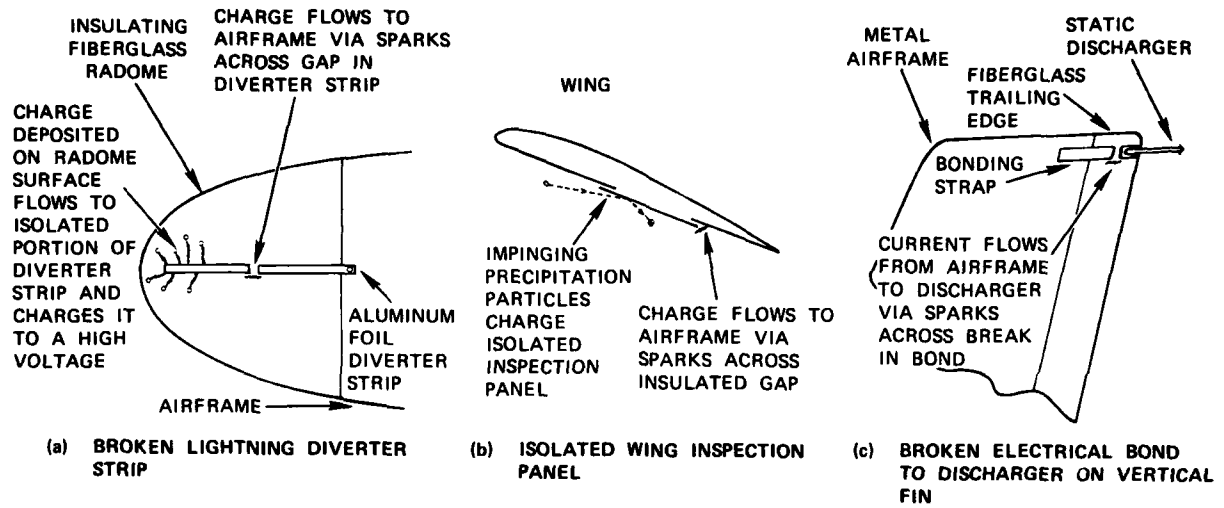 INSULATING
FIBERGLASS
RADOME
CHARGE FLOWS TO
AIRFRAME VIA SPARKS
ACROSS GAP IN
DIVERTER STRIP
CHARGE
DEPOSITED
ON RADOME
SURFACE
FLOWS TO
ISOLATED
PORTION OF
DIVERTER
STRIP AND
CHARGES IT
TO A HIGH
VOLTAGE
ALUMINUM
FOIL
DIVERTER
STRIP
AIRFRAME
(a) BROKEN LIGHTNING DIVERTER
STRIP
WING
IMPINGING
PRECIPITATION
PARTICLES
CHARGE
ISOLATED
INSPECTION
PANEL
CHARGE FLOWS TO
AIRFRAME VIA
SPARKS ACROSS
INSULATED GAP
(b) ISOLATED WING INSPECTION
PANEL
METAL
AIRFRAME
STATIC
DISCHARGER
FIBERGLASS
TRAILING
EDGE
BONDING
STRAP
CURRENT FLOWS
FROM AIRFRAME
TO DISCHARGER
VIA SPARKS
ACROSS BREAK
IN BOND
(c) BROKEN ELECTRICAL BOND
TO DISCHARGER ON VERTICAL
FIN